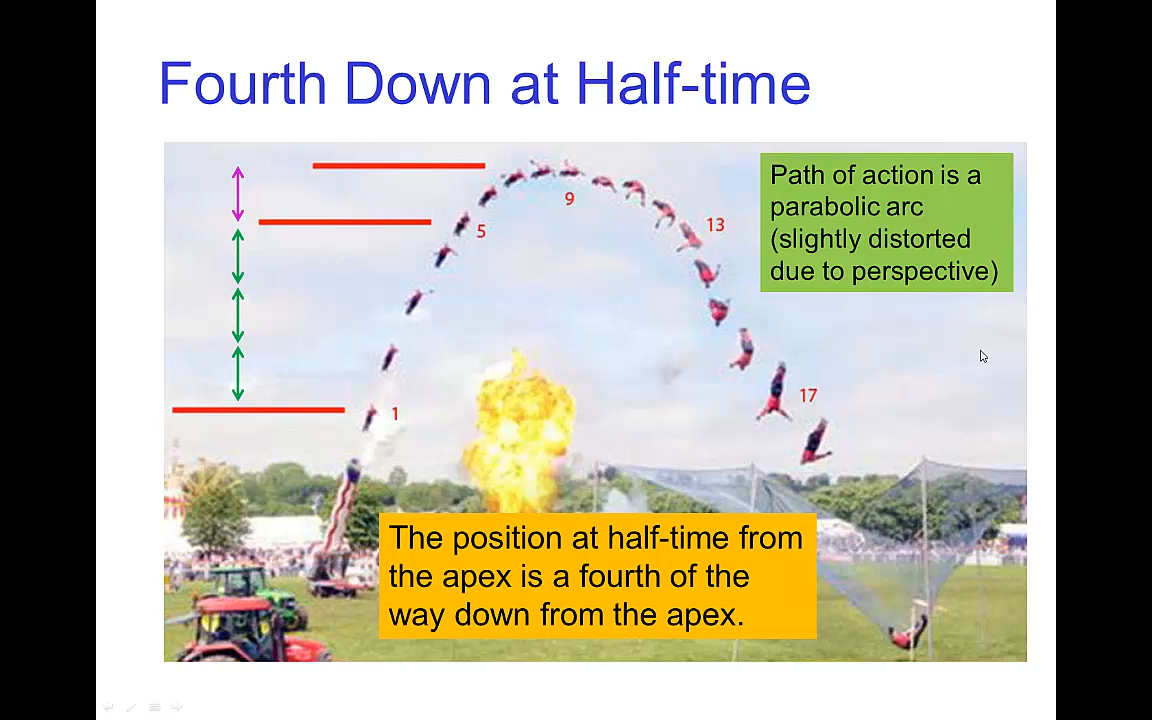 Fourth Down at Half-time
Path of action is a
parabolic arc
(slightly distorted
due to perspective)
9
5
13
17
1
The position at half-time from
the apex is a fourth of the
way down from the apex.